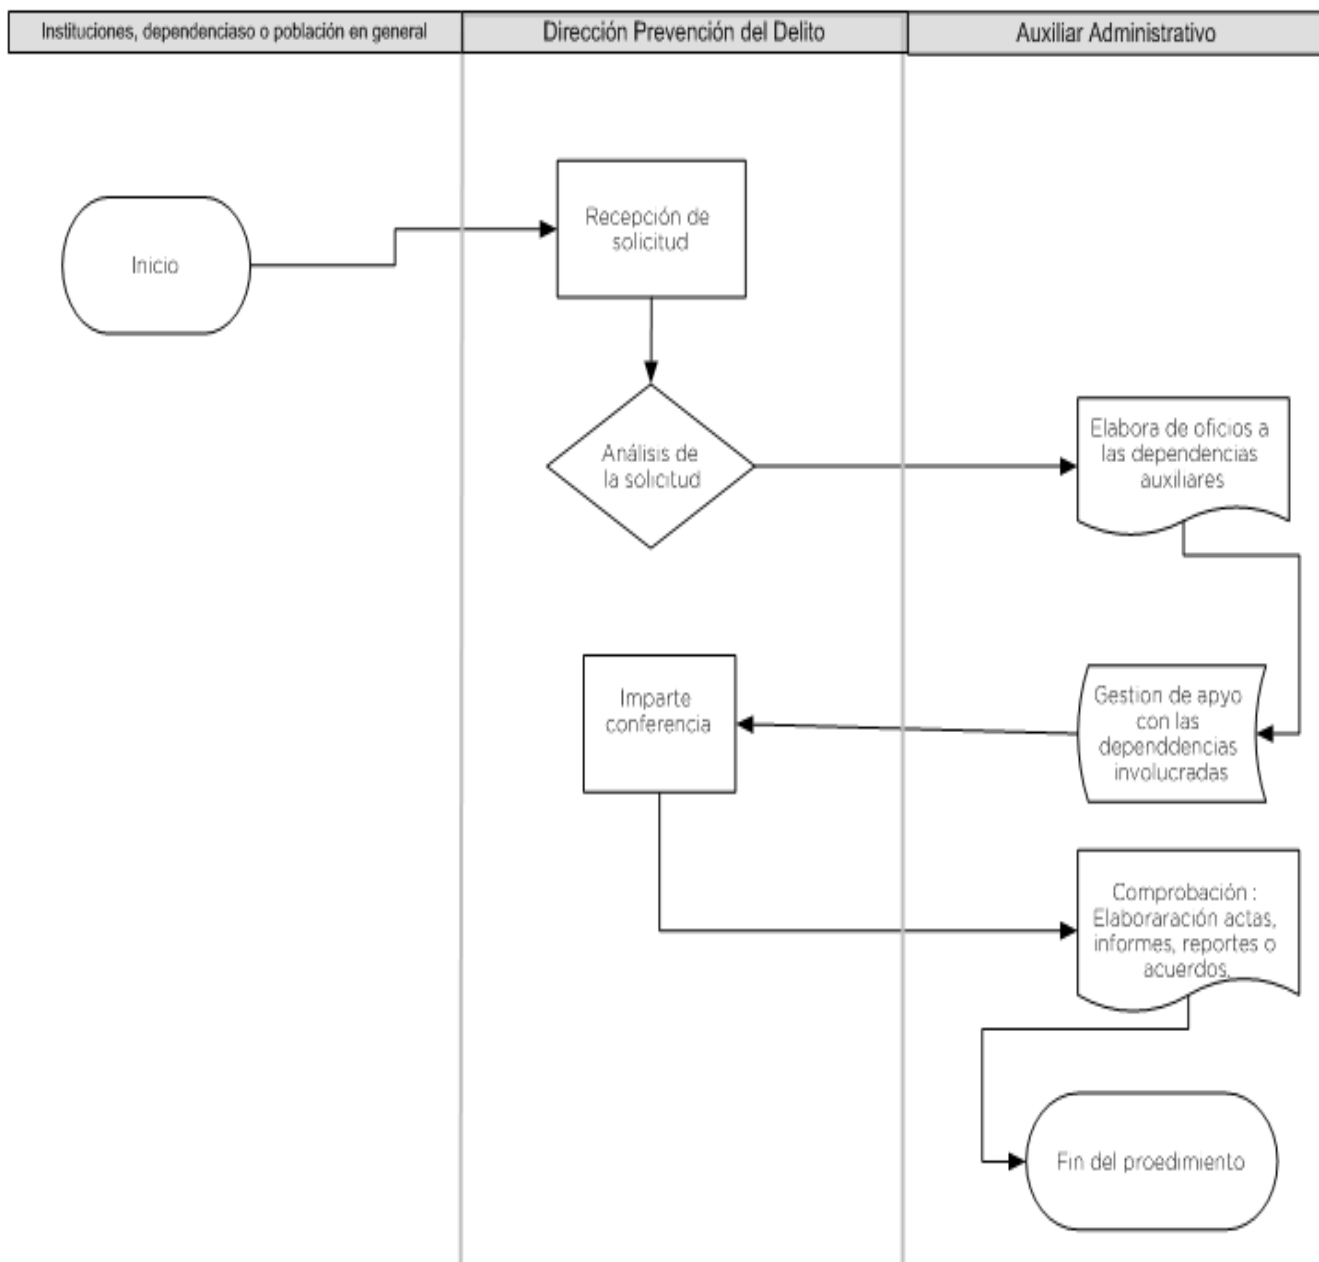 Instituciones, dependenciaso o población en general
Dirección Prevención del Delito
Auxiliar Administrativo
Inicio
Recepción de
solicitud
Análisis de
la solicitud
Elabora de oficios a
las dependencias
auxiliares
Gestion de apyo
con las
dependdencias
involucradas
Imparte
conferencia
Comprobación :
Elaboraración actas,
informes, reportes o
acuerdos.
Fin del proedimiento